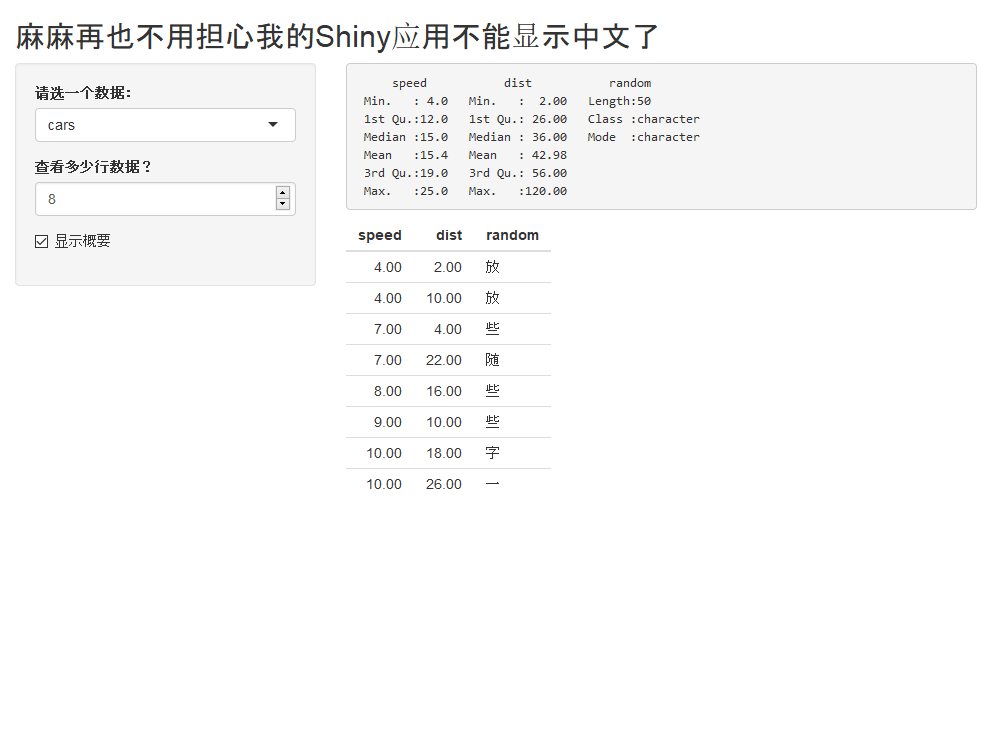 麻麻再也不用担心我的Shiny应用不能显示中文了
请选一个数据：
cars
查看多少行数据？
8
显示概要
speed dist random
Min. : 4.0 Min. : 2.00 Length:50
1st Qu.:12.0 1st Qu.: 26.00 Class :character
Median :15.0 Median : 36.00 Mode :character
Mean :15.4 Mean : 42.98
3rd Qu.:19.0 3rd Qu.: 56.00
Max. :25.0 Max. :120.00
speed dist random
4.00 2.00 放
4.00 10.00 放
7.00 4.00 些
7.00 22.00 随
8.00 16.00 些
9.00 10.00 些
10.00 18.00 字
10.00 26.00 一